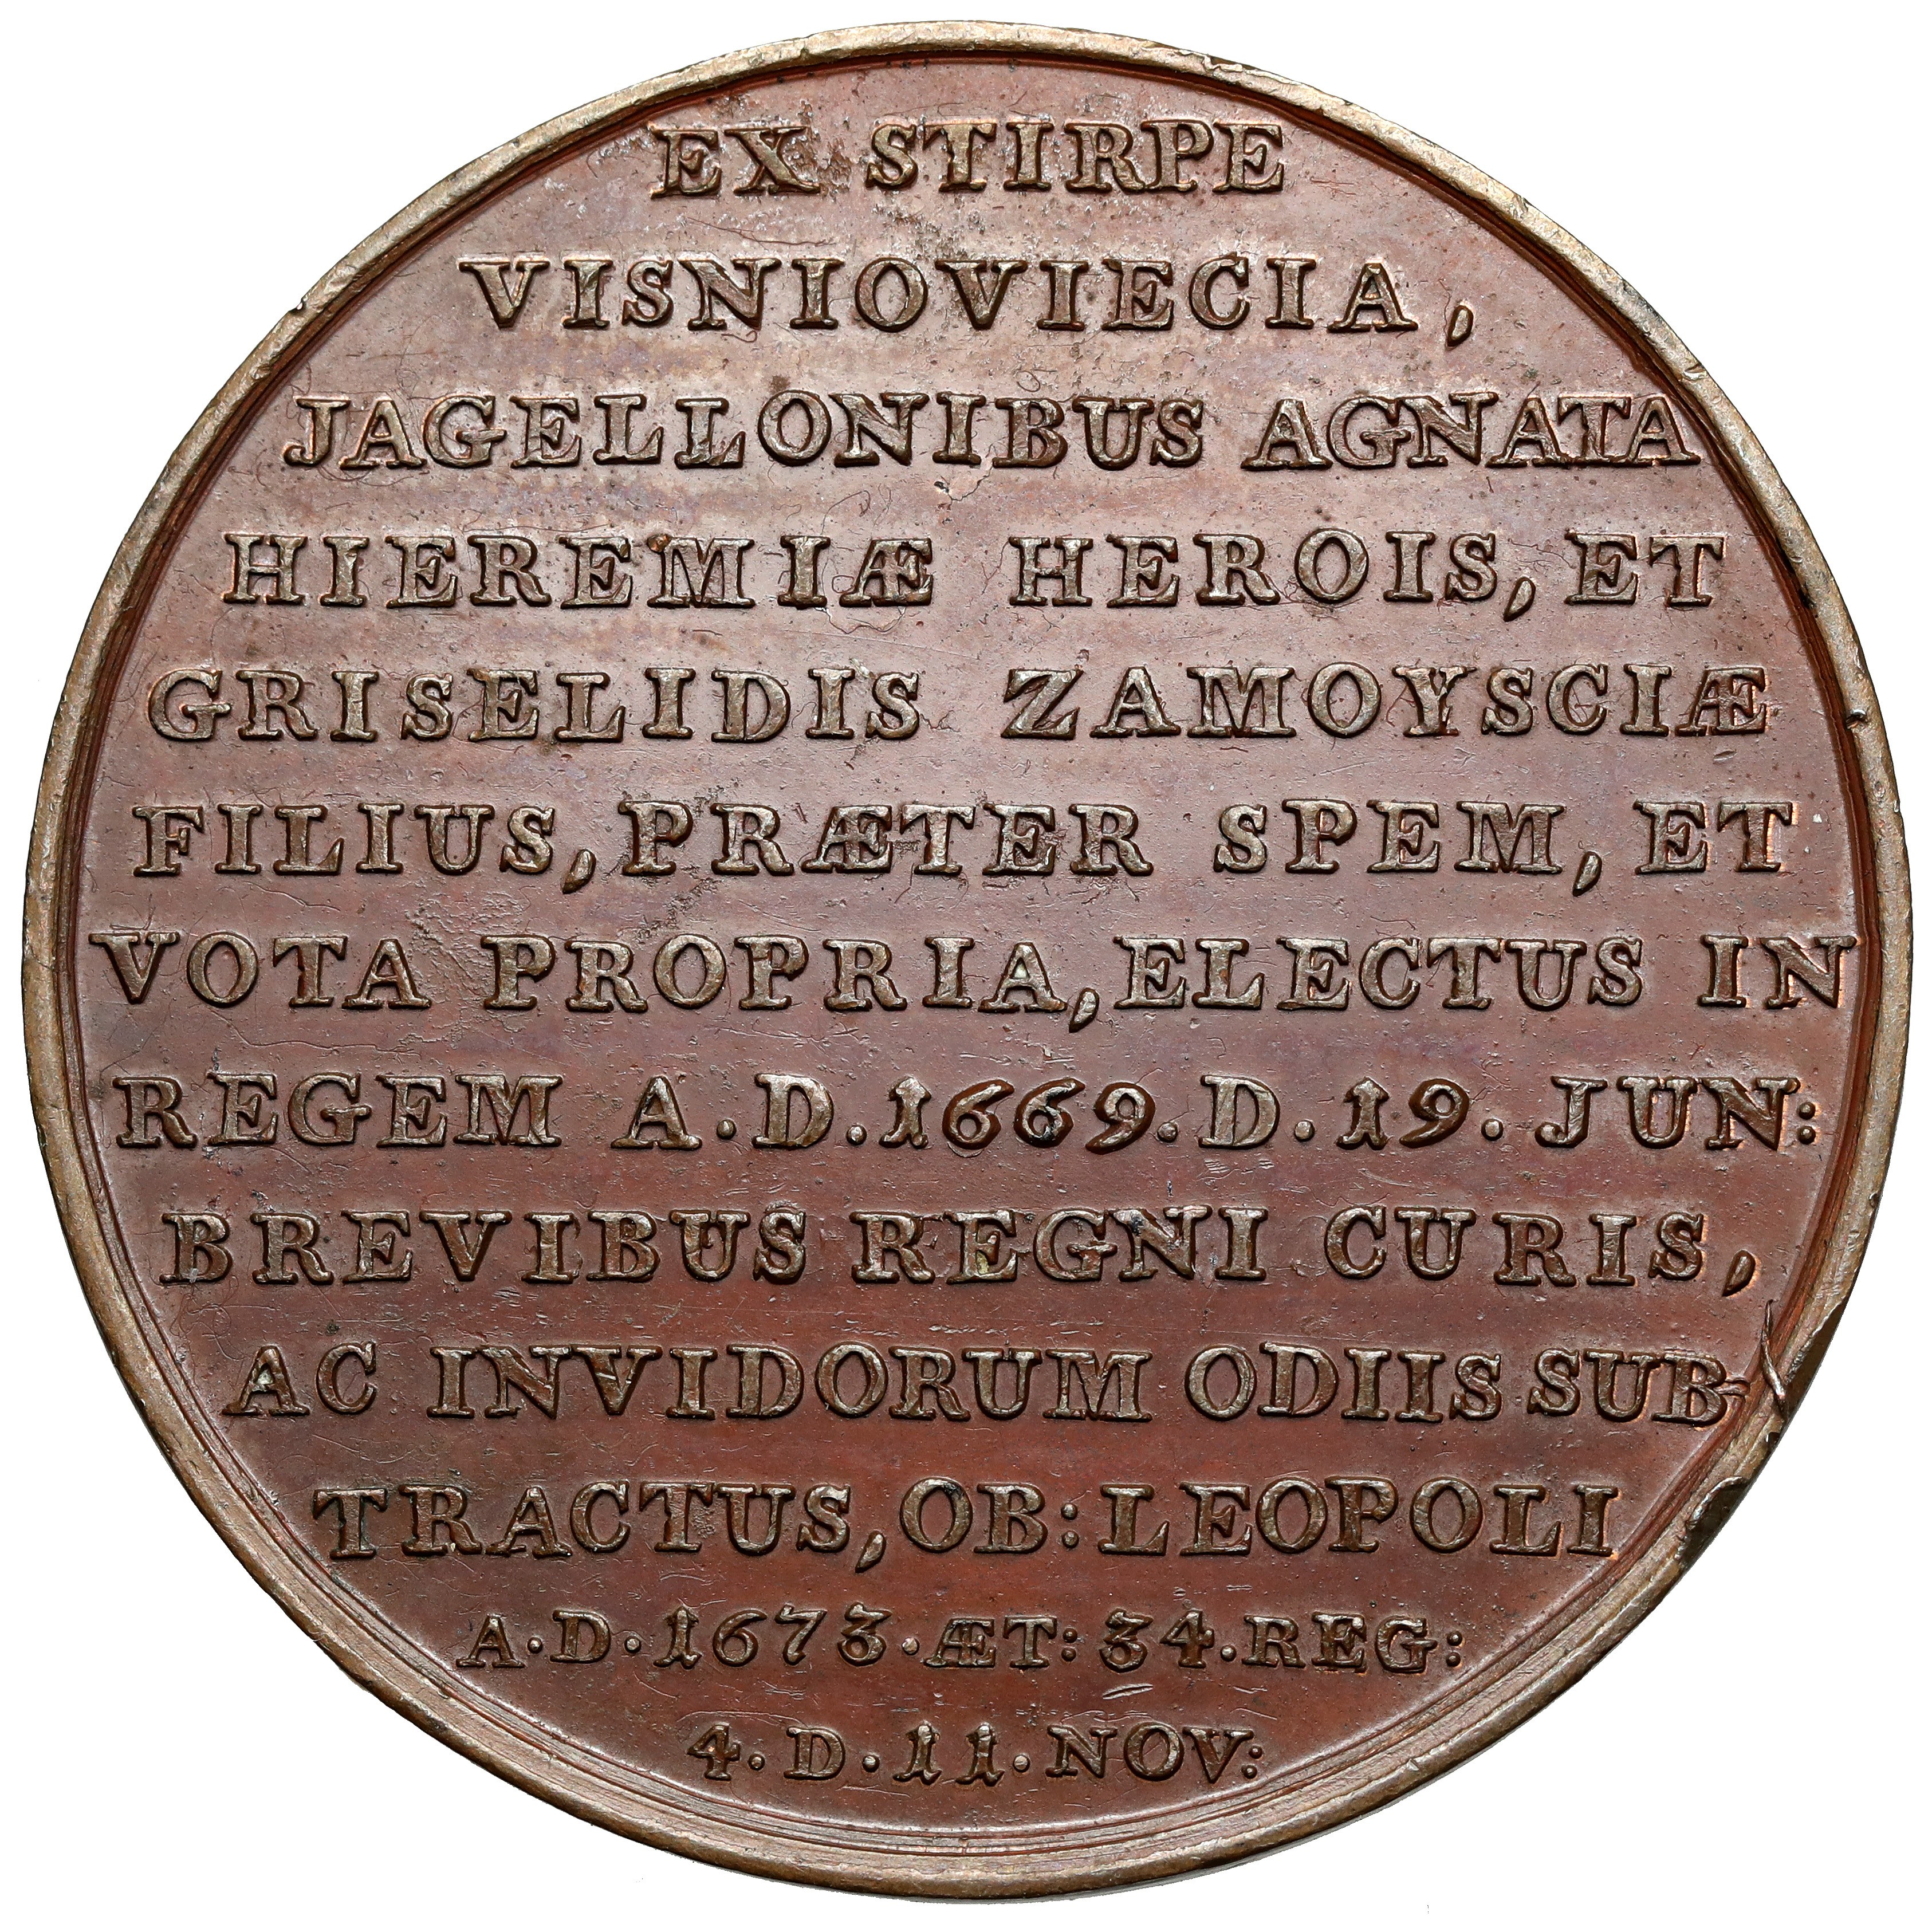 EX STIRPE
VISNIOVIECIA,
JAGELLONIBUS AGNATA
HIEREMIÆ HEROIS, ET
GRISELIDIS ZAMOYSCIÆ
FILIUS, PRÆTER SPEM, ET
VOTA PROPRIA, ELECTUS IN
REGEM A.D.1669.D.19.JUN:
BREVIBUS REGNI CURIS,
AC INVIDORUM ODIIS SUB-
TRACTUS, OB: LEOPOLI
A.D.1673.ÆT:34.REG:
4.D.11.NOV: